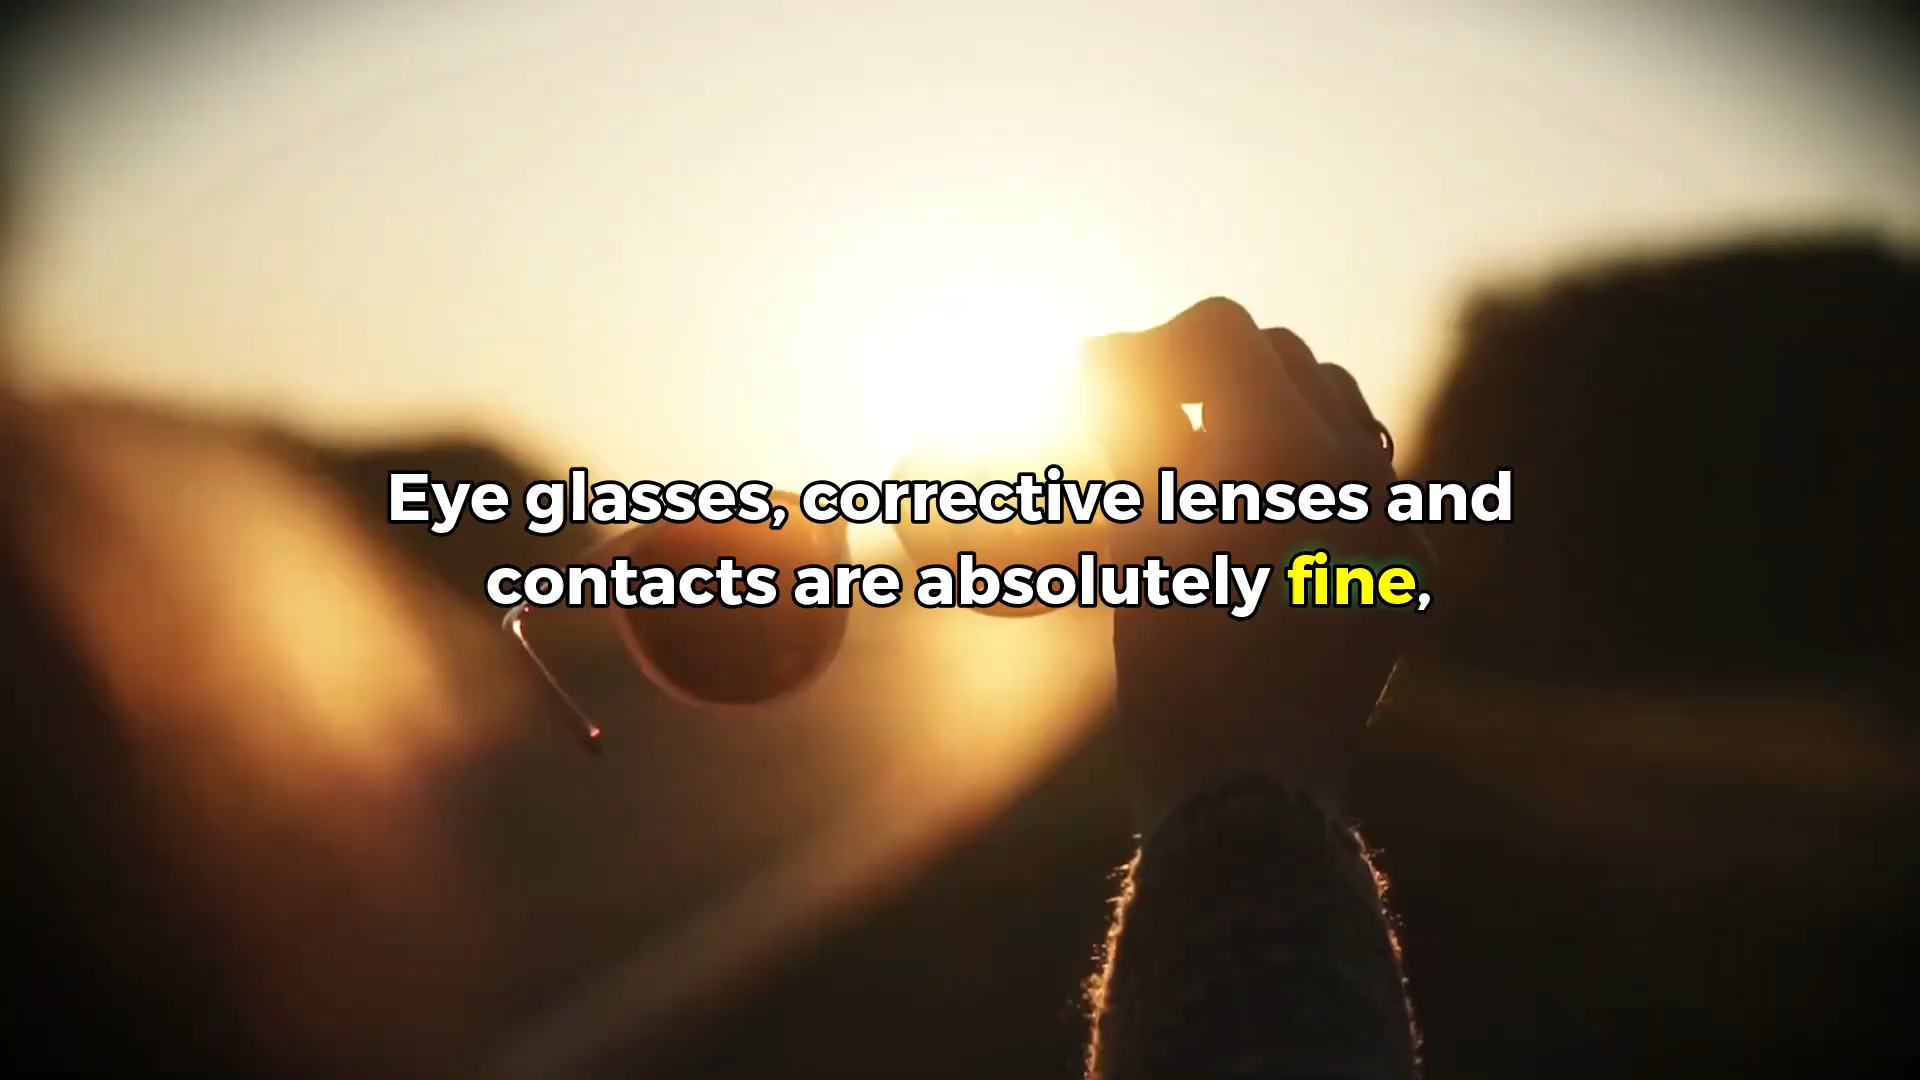 Eye glasses, corrective lenses and
contacts are absolutely fine,